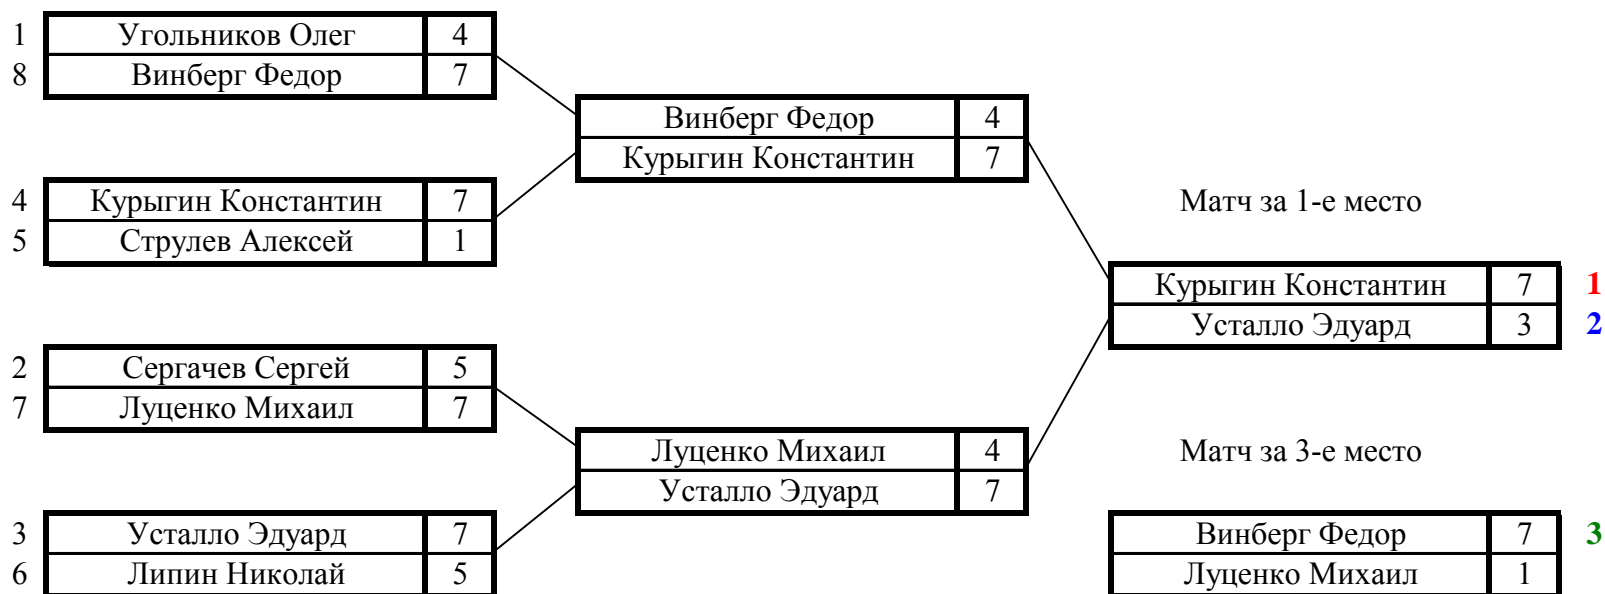 1 Угольников Олег 4
8 Винберг Федор 7
Винберг Федор 4
Курыгин Константин 7
4 Курыгин Константин 7
5 Струлев Алексей 1
Матч за 1-е место
Курыгин Константин 7 1
Усталло Эдуард 3 2
2 Сергачев Сергей 5
7 Луценко Михаил 7
Луценко Михаил 4
Усталло Эдуард 7
Матч за 3-е место
3 Усталло Эдуард 7
6 Липин Николай 5
Винберг Федор 7 3
Луценко Михаил 1